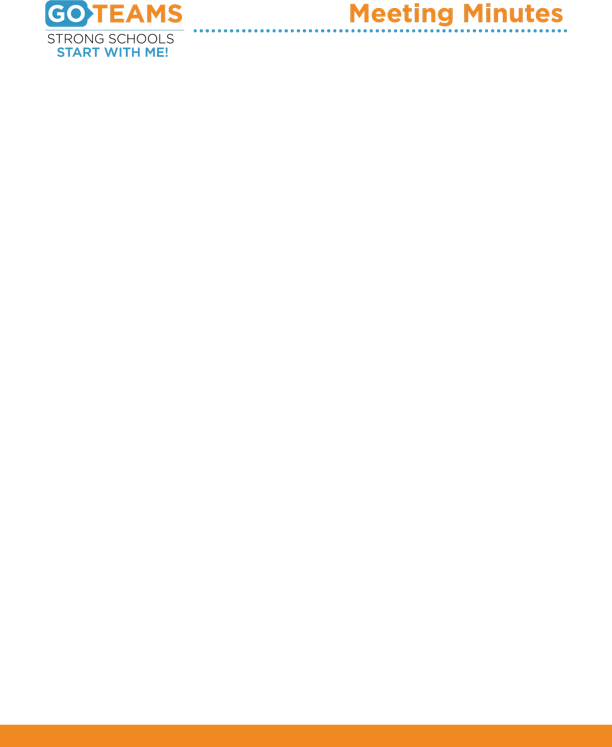 GO TEAMS
STRONG SCHOOLS
START WITH ME!
Meeting Minutes